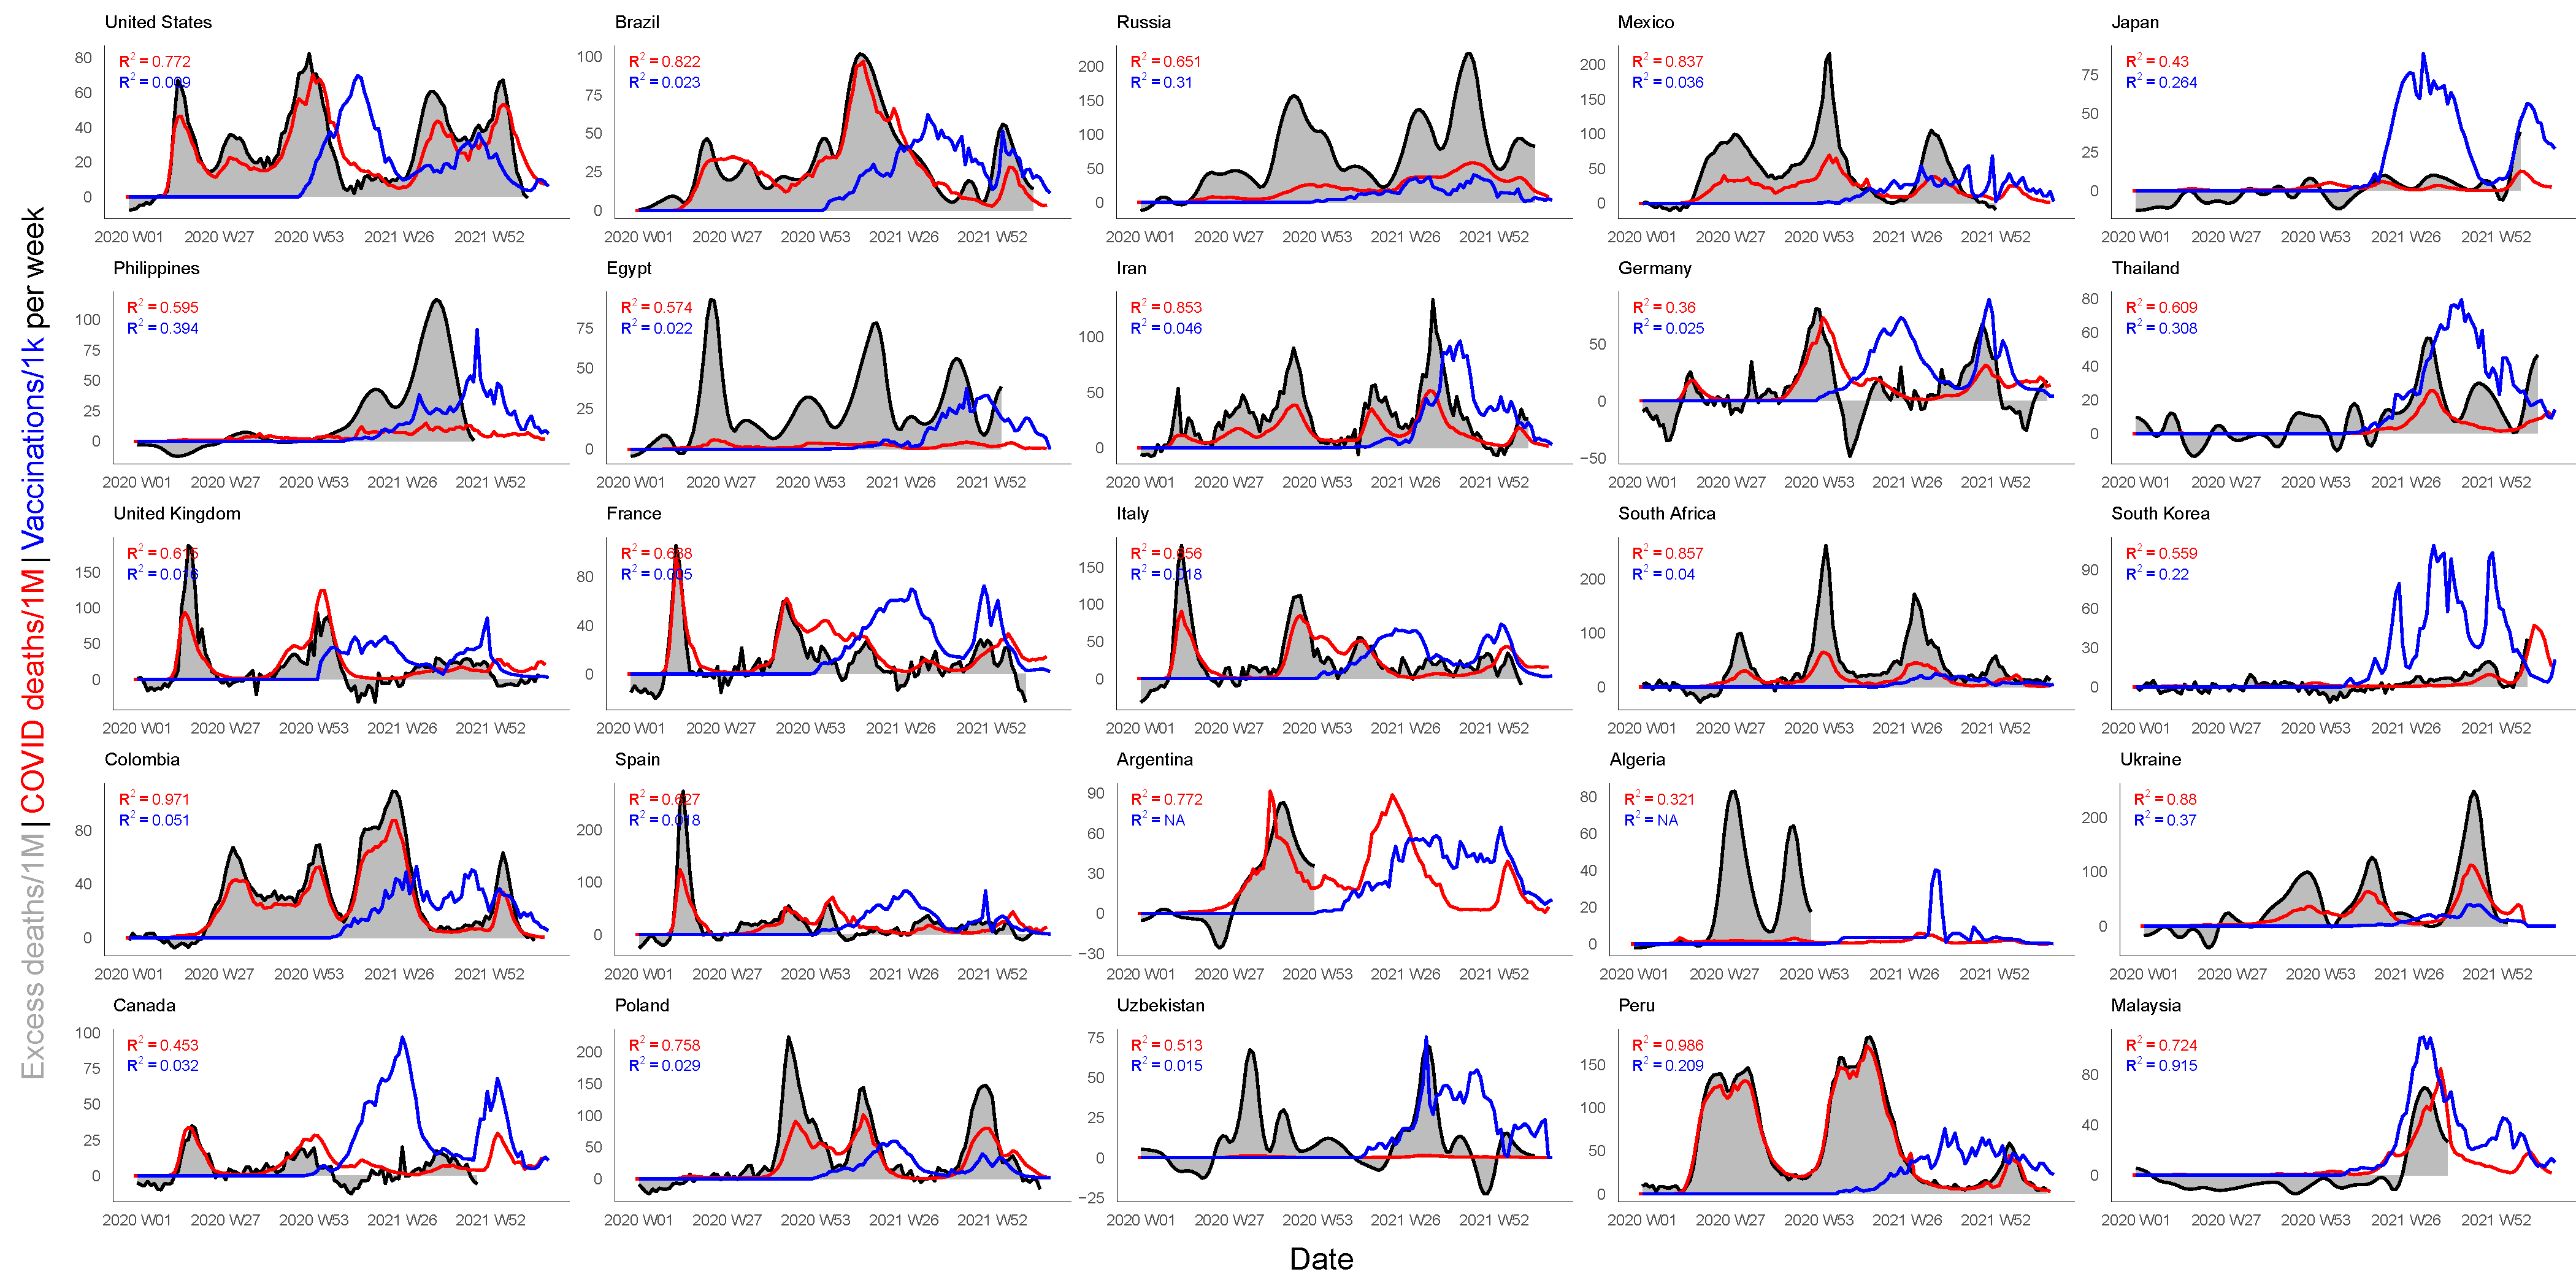 Excess deaths/1M | COVID deaths/1M | Vaccinations/1k per week
United States
R² = 0.772
R² = 0.009
80
60
40
20
0
2020 W01 2020 W27 2020 W53 2021 W26 2021 W52
Brazil
R² = 0.822
R² = 0.023
100
75
50
25
0
2020 W01 2020 W27 2020 W53 2021 W26 2021 W52
Russia
R² = 0.651
R² = 0.31
200
150
100
50
0
2020 W01 2020 W27 2020 W53 2021 W26 2021 W52
Mexico
R² = 0.837
R² = 0.036
200
150
100
50
0
2020 W01 2020 W27 2020 W53 2021 W26 2021 W52
Japan
R² = 0.43
R² = 0.264
75
50
25
0
2020 W01 2020 W27 2020 W53 2021 W26 2021 W52
Philippines
R² = 0.595
R² = 0.394
100
75
50
25
0
2020 W01 2020 W27 2020 W53 2021 W26 2021 W52
Egypt
R² = 0.574
R² = 0.022
75
50
25
0
2020 W01 2020 W27 2020 W53 2021 W26 2021 W52
Iran
R² = 0.853
R² = 0.046
100
50
0
2020 W01 2020 W27 2020 W53 2021 W26 2021 W52
Germany
R² = 0.36
R² = 0.025
50
0
−50
2020 W01 2020 W27 2020 W53 2021 W26 2021 W52
Thailand
R² = 0.609
R² = 0.308
80
60
40
20
0
2020 W01 2020 W27 2020 W53 2021 W26 2021 W52
United Kingdom
R² = 0.615
R² = 0.016
150
100
50
0
2020 W01 2020 W27 2020 W53 2021 W26 2021 W52
France
R² =
R² = 0.005
80
40
0
2020 W01 2020 W27 2020 W53 2021 W26 2021 W52
Italy
R² =
R² = 0.018
150
100
50
0
2020 W01 2020 W27 2020 W53 2021 W26 2021 W52
South Africa
R² = 0.857
R² = 0.04
200
100
0
2020 W01 2020 W27 2020 W53 2021 W26 2021 W52
South Korea
R² = 0.559
R² = 0.22
90
60
30
0
2020 W01 2020 W27 2020 W53 2021 W26 2021 W52
Colombia
R² = 0.971
R² = 0.051
80
40
0
2020 W01 2020 W27 2020 W53 2021 W26 2021 W52
Spain
R² = 0.627
R² = 0.018
200
100
0
2020 W01 2020 W27 2020 W53 2021 W26 2021 W52
Argentina
R² = 0.772
R² = NA
90
60
30
0
−30
2020 W01 2020 W27 2020 W53 2021 W26 2021 W52
Algeria
R² = 0.321
R² = NA
80
60
40
20
0
2020 W01 2020 W27 2020 W53 2021 W26 2021 W52
Ukraine
R² = 0.88
R² = 0.37
200
100
0
2020 W01 2020 W27 2020 W53 2021 W26 2021 W52
Canada
R² = 0.453
R² = 0.032
100
75
50
25
0
2020 W01 2020 W27 2020 W53 2021 W26 2021 W52
Poland
R² = 0.758
R² = 0.029
200
150
100
50
0
2020 W01 2020 W27 2020 W53 2021 W26 2021 W52
Uzbekistan
R² = 0.513
R² = 0.015
75
50
25
0
−25
2020 W01 2020 W27 2020 W53 2021 W26 2021 W52
Peru
R² = 0.986
R² = 0.209
150
100
50
0
2020 W01 2020 W27 2020 W53 2021 W26 2021 W52
Malaysia
R² = 0.724
R² = 0.915
80
40
0
2020 W01 2020 W27 2020 W53 2021 W26 2021 W52
Date